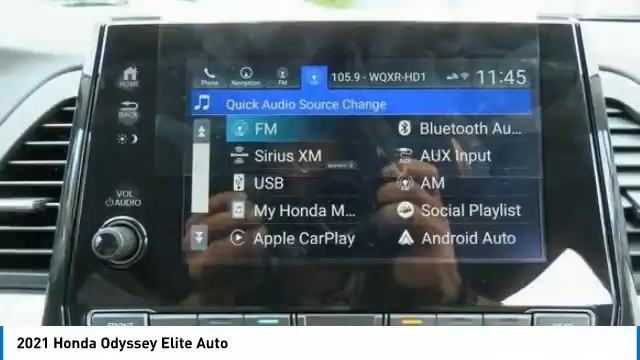 HOME
Phone
Navigation
FM
105.9 - WQXR-HD1
11:45
BACK
Quick Audio Source Change
FM
Bluetooth Au...
Sirius XM
AUX Input
USB
AM
My Honda M...
Social Playlist
Apple CarPlay
Android Auto
VOL
AUDIO
FRONT
2021 Honda Odyssey Elite Auto